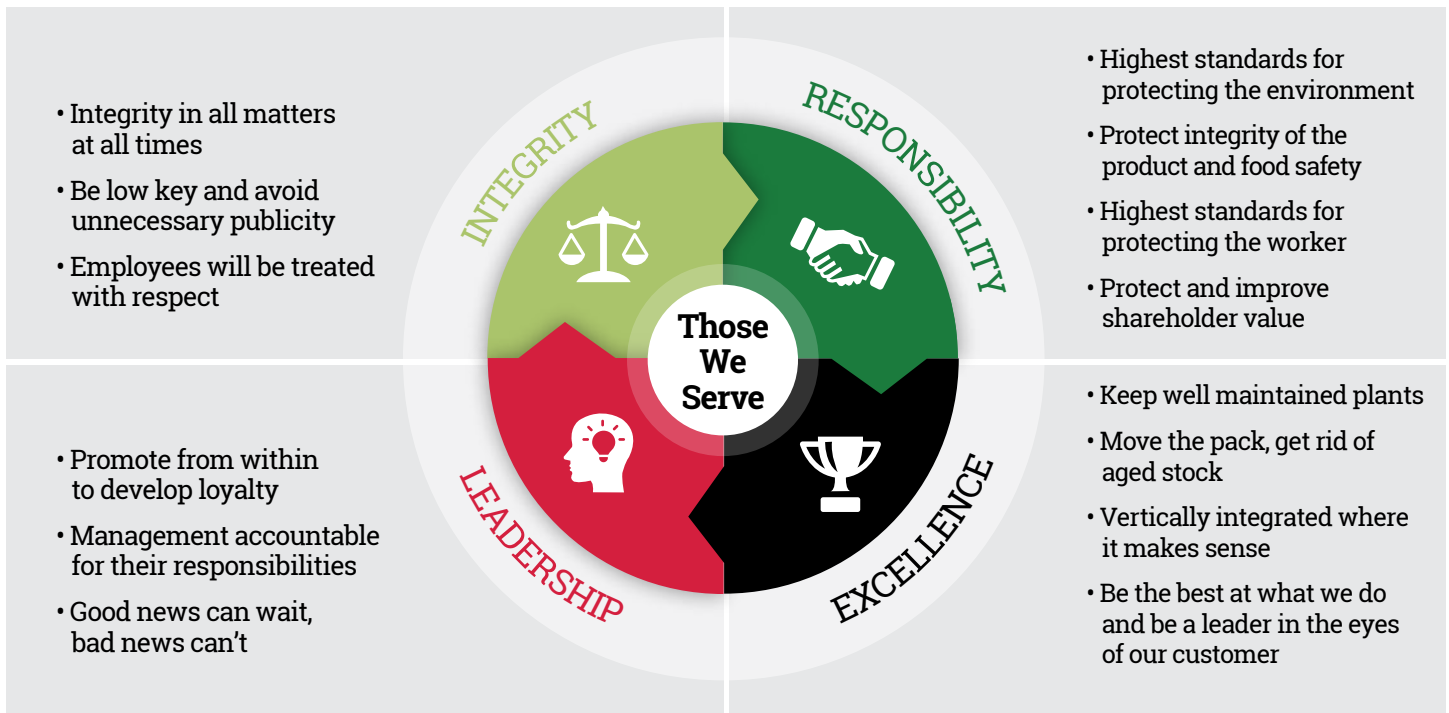 INTEGRITY
• Integrity in all matters
at all times
• Be low key and avoid
unnecessary publicity
• Employees will be treated
with respect
RESPONSIBILITY
• Highest standards for
protecting the environment
• Protect integrity of the
product and food safety
• Highest standards for
protecting the worker
• Protect and improve
shareholder value
Those
We
Serve
LEADERSHIP
• Promote from within
to develop loyalty
• Management accountable
for their responsibilities
• Good news can wait,
bad news can’t
EXCELLENCE
• Keep well maintained plants
• Move the pack, get rid of
aged stock
• Vertically integrated where
it makes sense
• Be the best at what we do
and be a leader in the eyes
of our customer